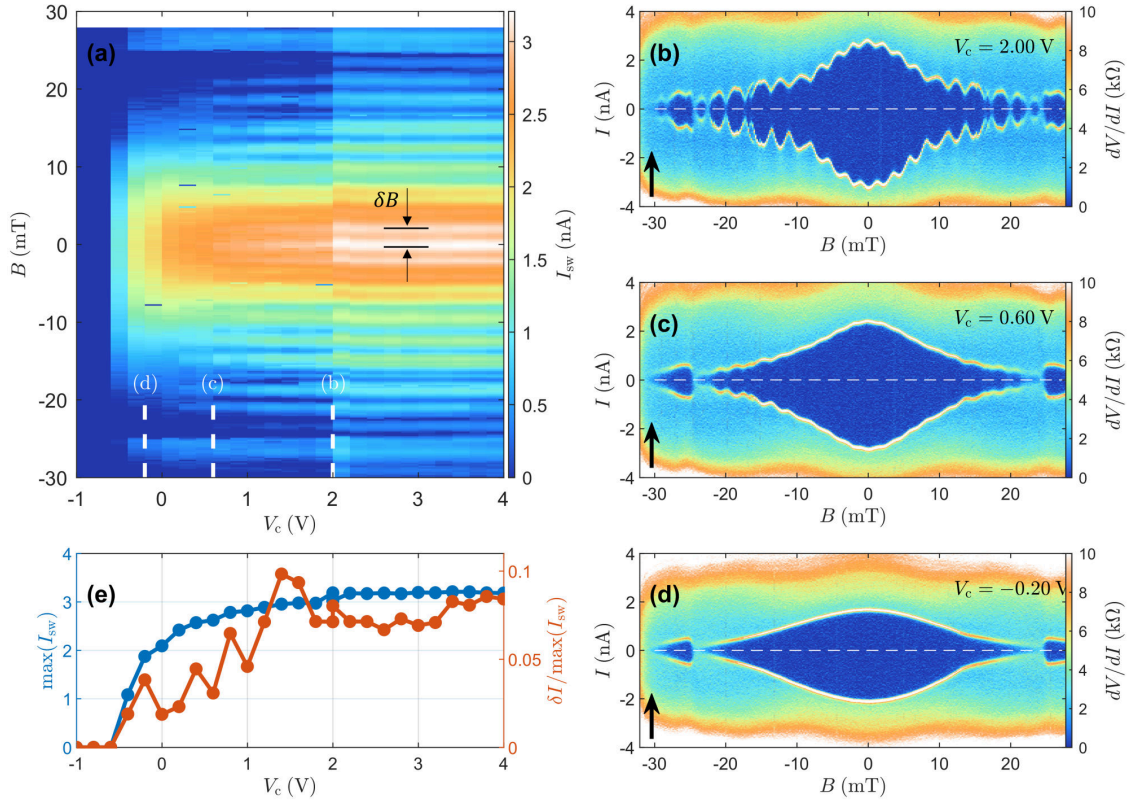 (a)
30
20
10
0
-10
-20
-30
B (mT)
δB
(d)
(c)
(b)
-1 0 1 2 3 4
V_c (V)
3
2.5
2
1.5
1
0.5
0
I_sw (nA)
(b)
V_c = 2.00 V
4
2
0
-2
-4
I (nA)
-30 -20 -10 0 10 20
B (mT)
10
8
6
4
2
0
dV/dI (kΩ)
(c)
V_c = 0.60 V
4
2
0
-2
-4
I (nA)
-30 -20 -10 0 10 20
B (mT)
10
8
6
4
2
0
dV/dI (kΩ)
(d)
V_c = −0.20 V
4
2
0
-2
-4
I (nA)
-30 -20 -10 0 10 20
B (mT)
10
8
6
4
2
0
dV/dI (kΩ)
(e)
4
3
2
1
0
max(I_sw)
-1 0 1 2 3 4
V_c (V)
0.1
0.05
0
δI/max(I_sw)